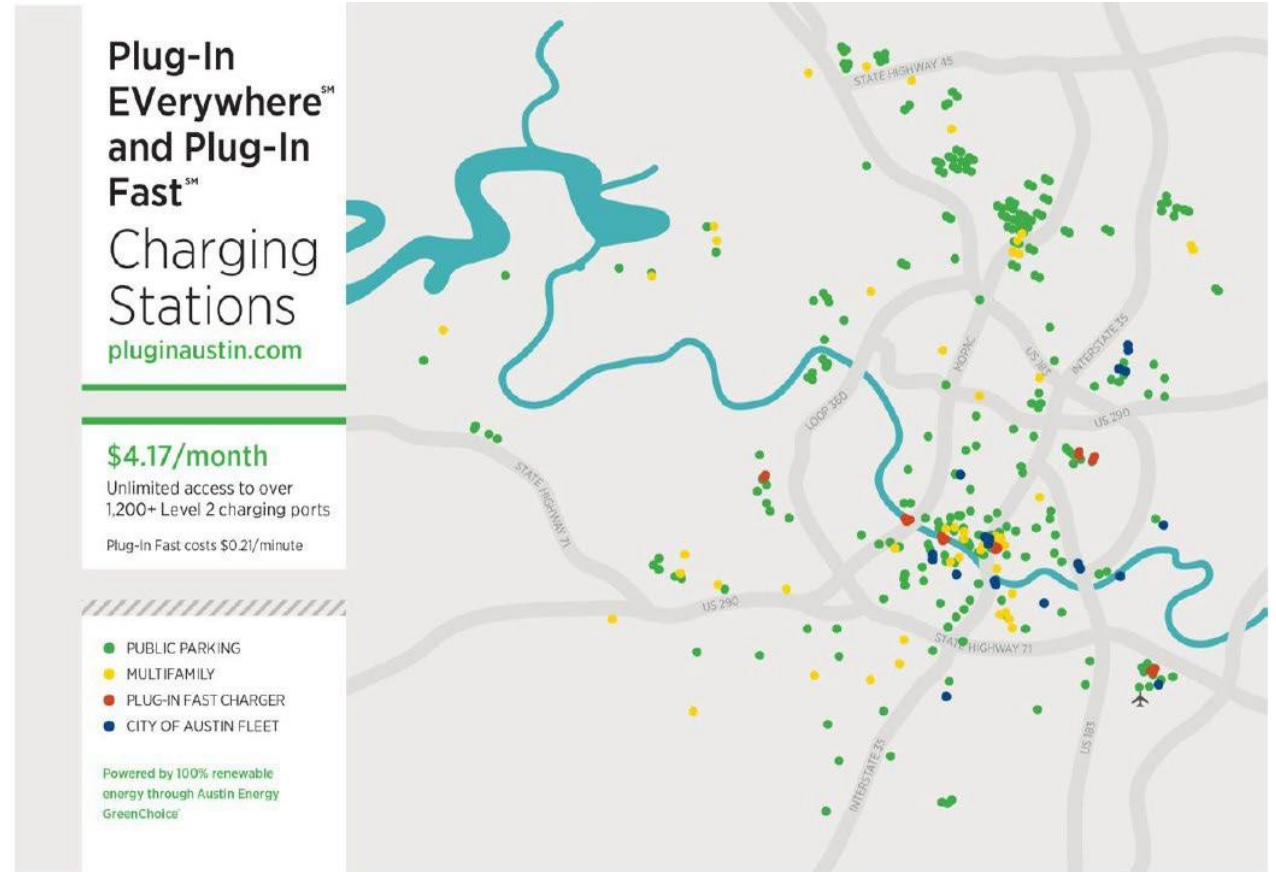 Plug-In
EVerywhere℠
and Plug-In
Fast℠
Charging
Stations
pluginaustin.com
$4.17/month
Unlimited access to over
1,200+ Level 2 charging ports
Plug-In Fast costs $0.21/minute
PUBLIC PARKING
MULTIFAMILY
PLUG-IN FAST CHARGER
CITY OF AUSTIN FLEET
Powered by 100% renewable
energy through Austin Energy
GreenChoice
STATE HIGHWAY 45
MOPAC
US 183
INTERSTATE 35
LOOP 360
US 290
STATE HIGHWAY 71
US 290
STATE HIGHWAY 71
INTERSTATE 35
US 183